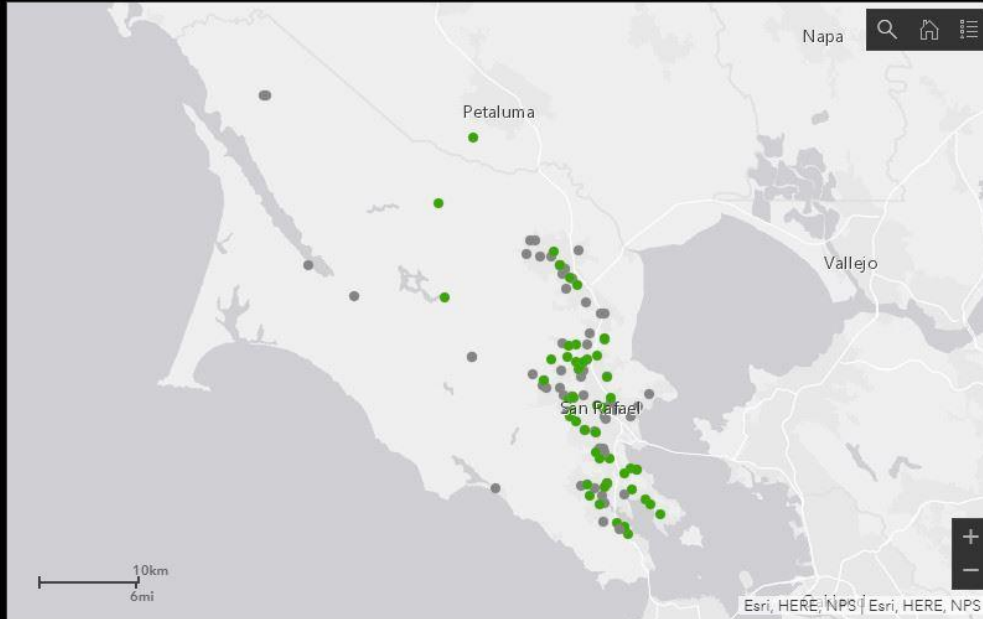 Napa
Petaluma
Vallejo
San Rafael
10km
6mi
Esri, HERE, NPS | Esri, HERE, NPS